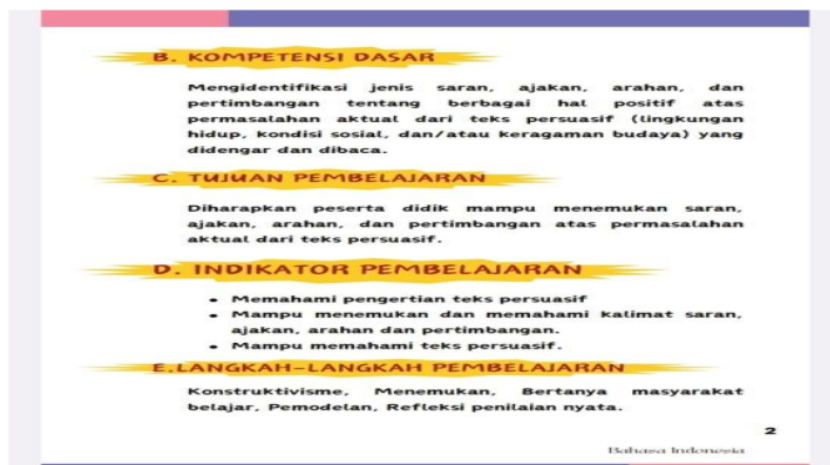 B. KOMPETENSI DASAR
Mengidentifikasi jenis saran, ajakan, arahan, dan
pertimbangan tentang berbagai hal positif atas
permasalahan aktual dari teks persuasif (lingkungan
hidup, kondisi sosial, dan/atau keragaman budaya) yang
didengar dan dibaca.
C. TUJUAN PEMBELAJARAN
Diharapkan peserta didik mampu menemukan saran,
ajakan, arahan, dan pertimbangan atas permasalahan
aktual dari teks persuasif.
D. INDIKATOR PEMBELAJARAN
• Memahami pengertian teks persuasif
• Mampu menemukan dan memahami kalimat saran,
ajakan, arahan dan pertimbangan.
• Mampu memahami teks persuasif.
E.LANGKAH-LANGKAH PEMBELAJARAN
Konstruktivisme, Menemukan, Bertanya masyarakat
belajar, Pemodelan, Refleksi penilaian nyata.
2
Bahasa Indonesia